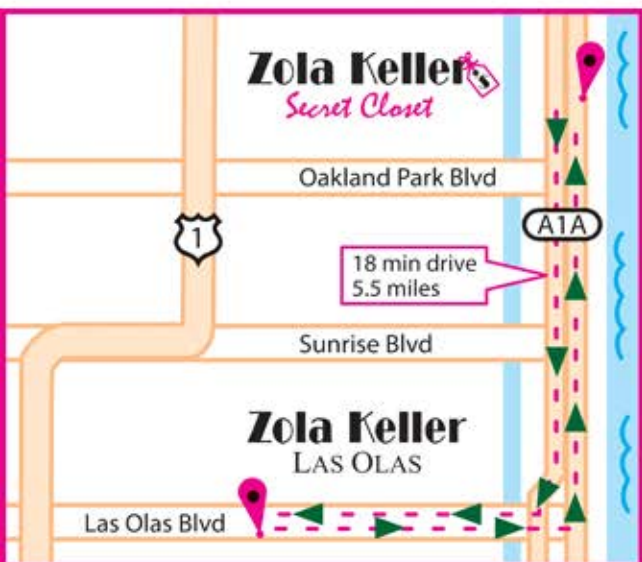 Zola Keller
Secret Closet
Oakland Park Blvd
1
A1A
18 min drive
5.5 miles
Sunrise Blvd
Zola Keller
LAS OLAS
Las Olas Blvd